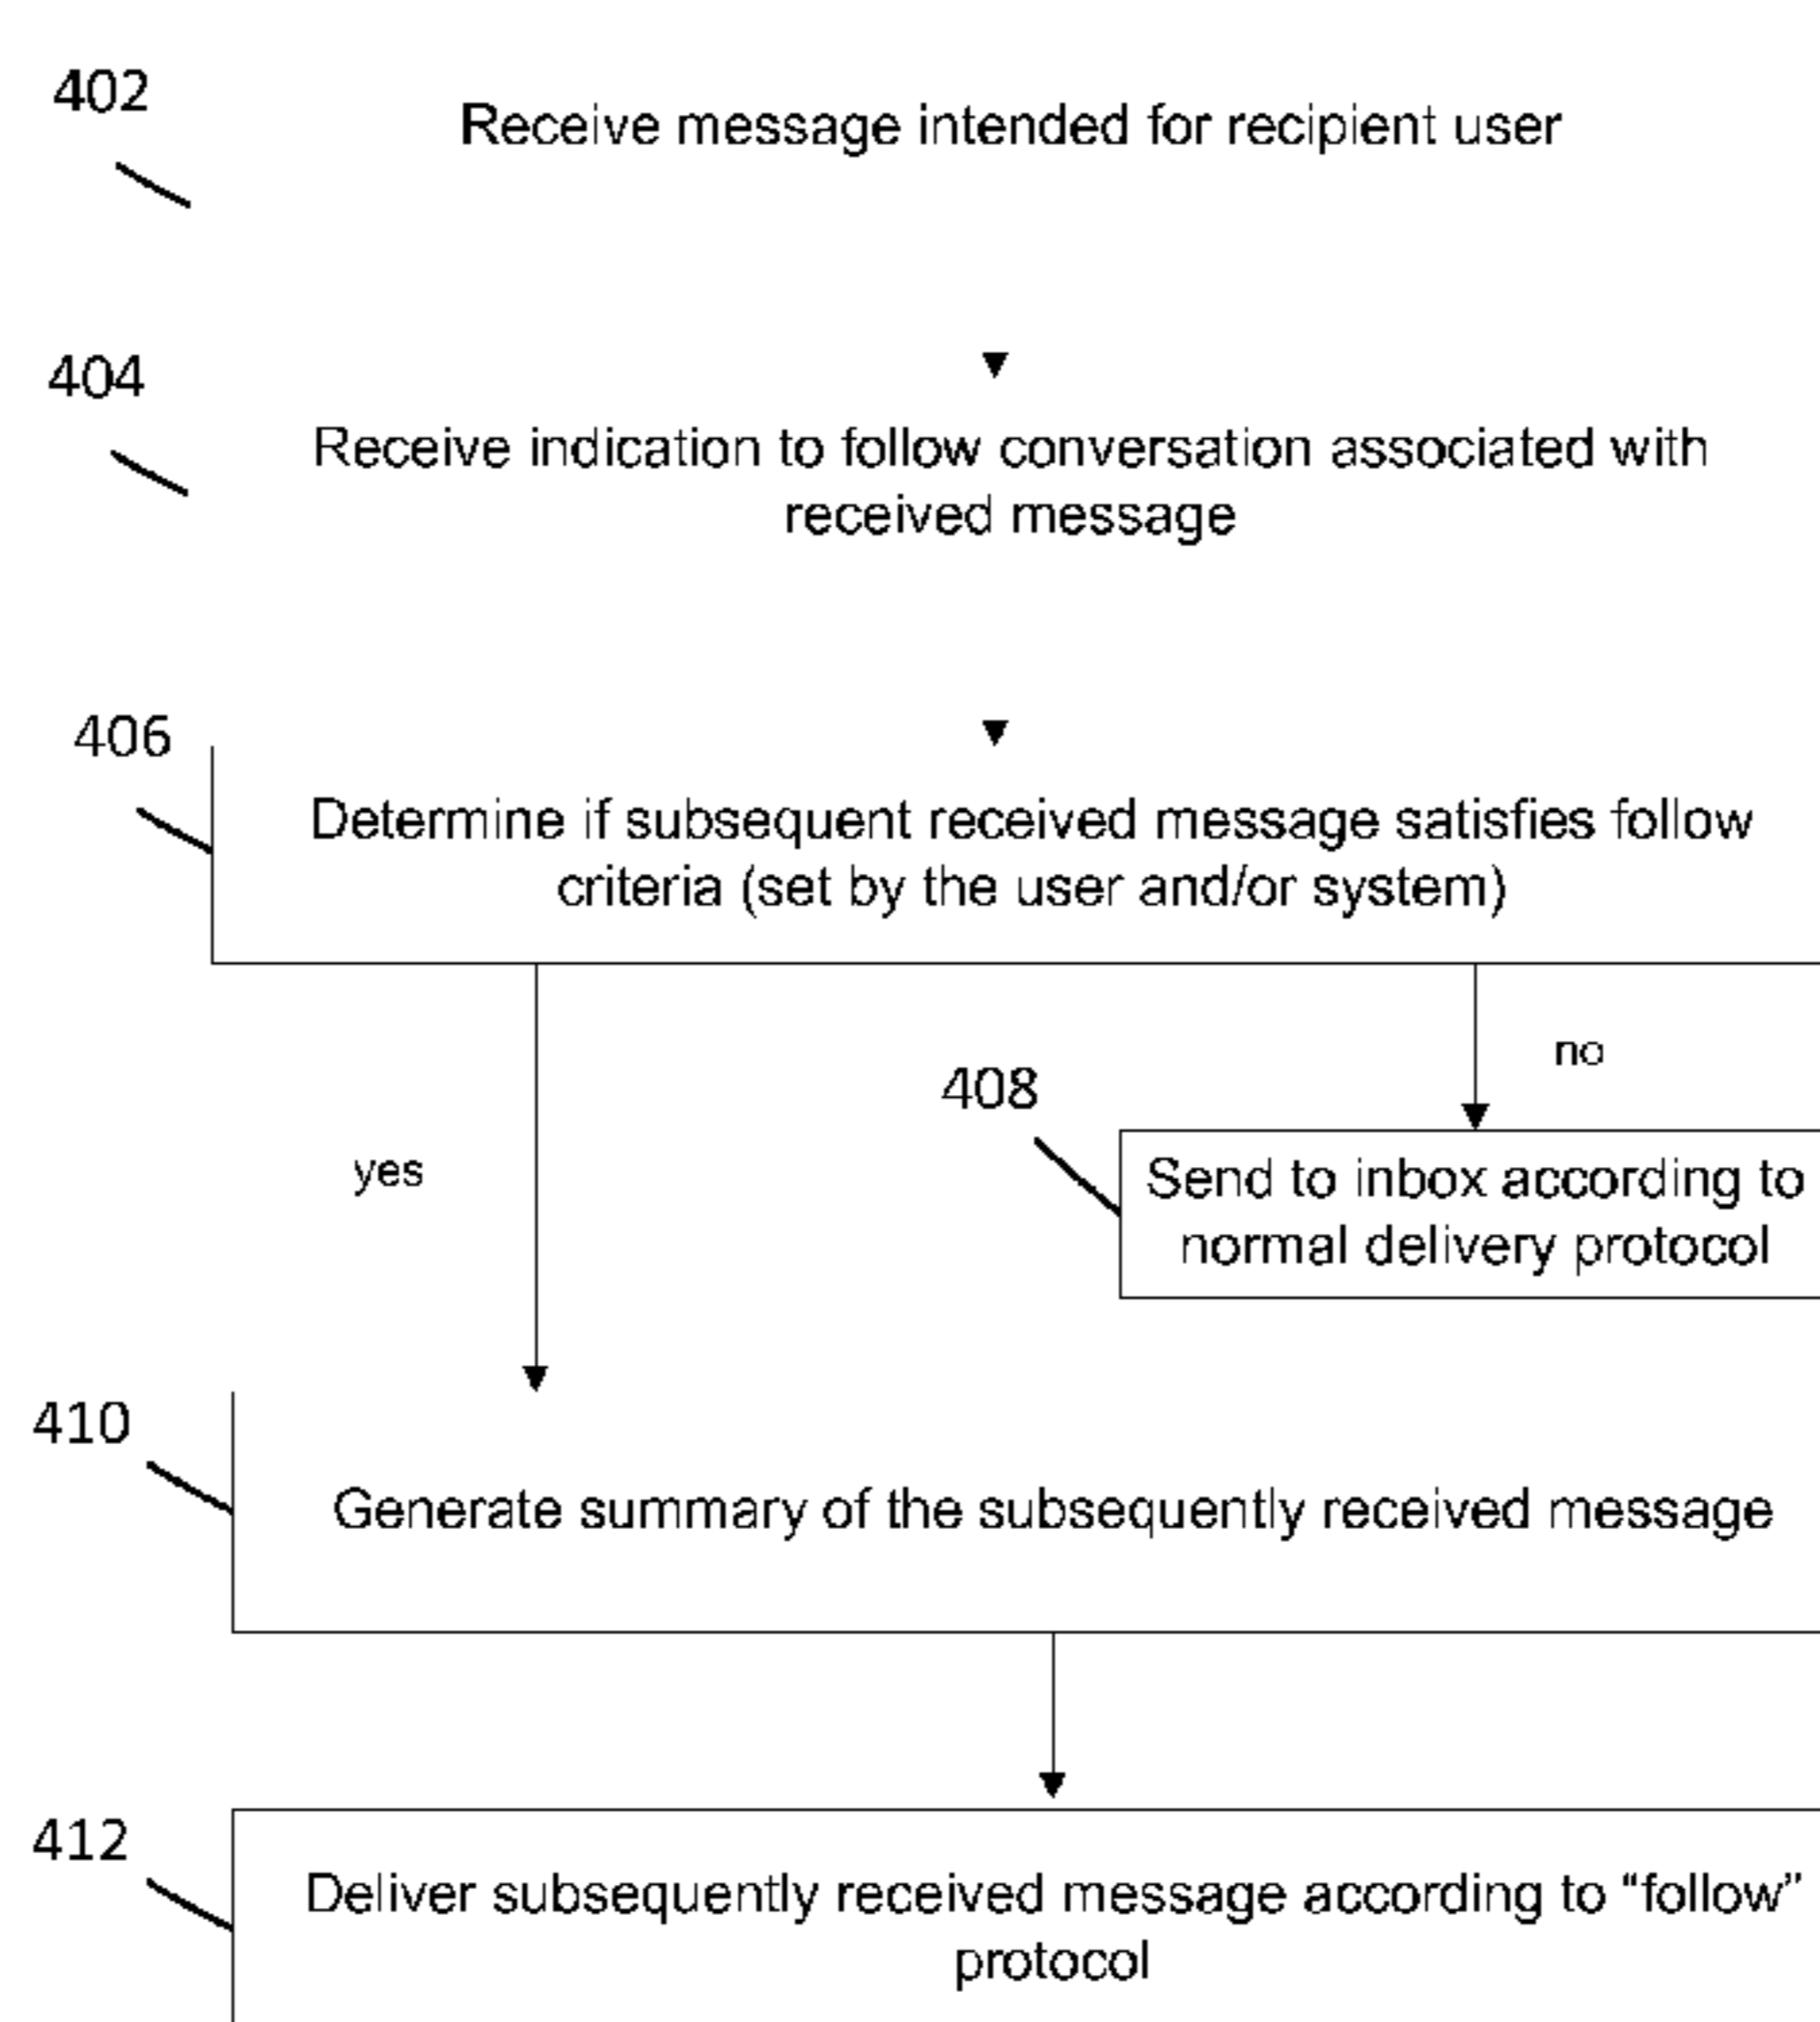 402
Receive message intended for recipient user
404
Receive indication to follow conversation associated with
received message
406
Determine if subsequent received message satisfies follow
criteria (set by the user and/or system)
no
408
yes
Send to inbox according to
normal delivery protocol
410
Generate summary of the subsequently received message
412
Deliver subsequently received message according to “follow”
protocol